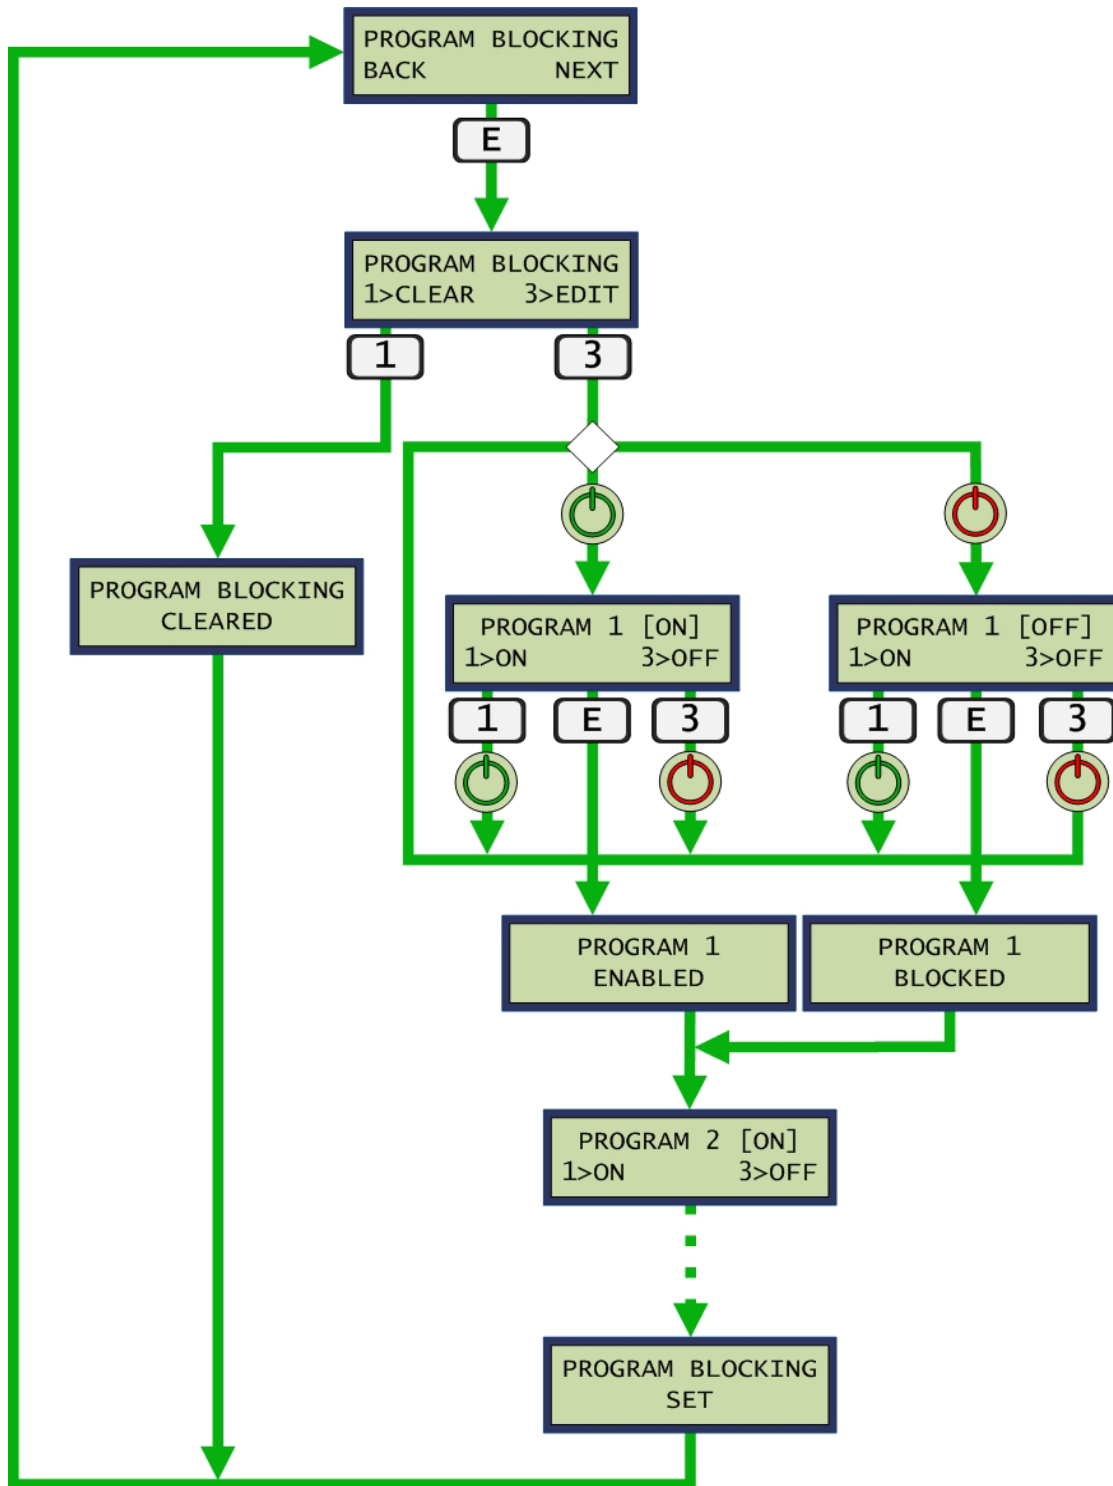 PROGRAM BLOCKING
BACK NEXT
E
PROGRAM BLOCKING
1>CLEAR 3>EDIT
1 3
PROGRAM BLOCKING
CLEARED
PROGRAM 1 [ON]
1>ON 3>OFF
PROGRAM 1 [OFF]
1>ON 3>OFF
1 E 3
1 E 3
PROGRAM 1
ENABLED
PROGRAM 1
BLOCKED
PROGRAM 2 [ON]
1>ON 3>OFF
PROGRAM BLOCKING
SET